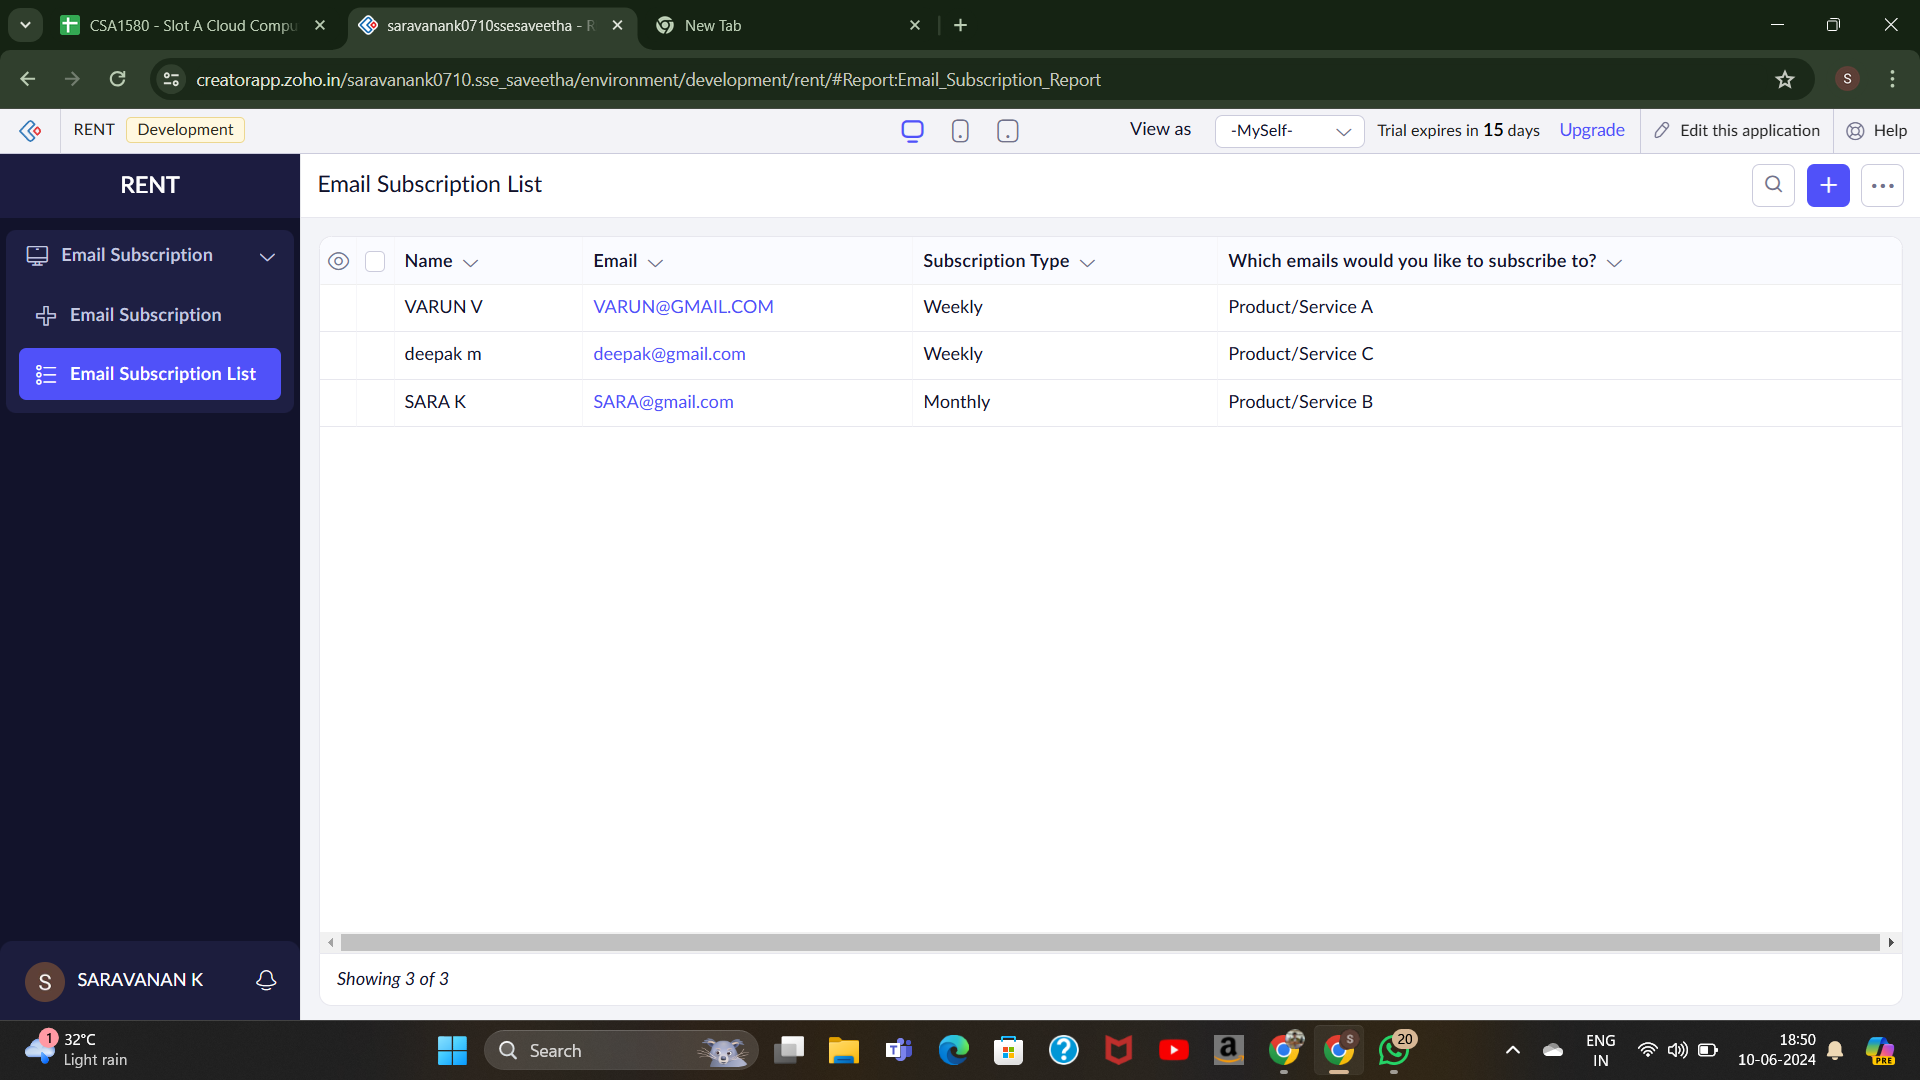 CSA1580 - Slot A Cloud Compu
saravanank0710ssesaveetha - R
New Tab
creatorapp.zoho.in/saravanank0710.sse_saveetha/environment/development/rent/#Report:Email_Subscription_Report
S
RENT
Development
View as
-MySelf-
Trial expires in 15 days
Upgrade
Edit this application
Help
RENT
Email Subscription List
Email Subscription
Email Subscription
Email Subscription List
Name
Email
Subscription Type
Which emails would you like to subscribe to?
VARUN V
VARUN@GMAIL.COM
Weekly
Product/Service A
deepak m
deepak@gmail.com
Weekly
Product/Service C
SARA K
SARA@gmail.com
Monthly
Product/Service B
Showing 3 of 3
S
SARAVANAN K
1
32°C
Light rain
Search
S
20
ENG
IN
18:50
10-06-2024
PRE